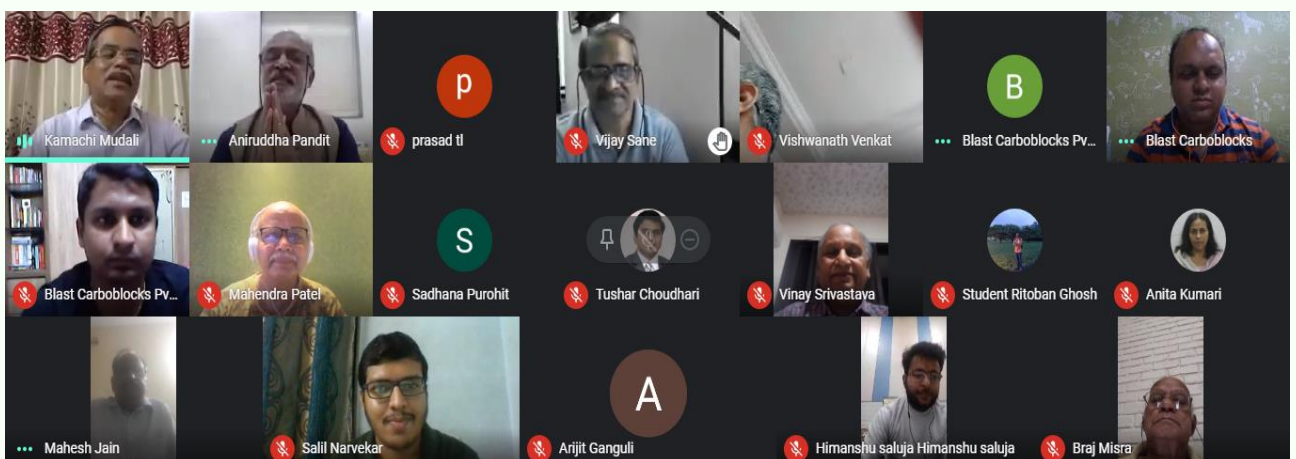 Kamachi Mudali
Aniruddha Pandit
p
prasad tl
Vijay Sane
Vishwanath Venkat
B
Blast Carboblocks Pv...
Blast Carboblocks
Blast Carboblocks Pv...
Mahendra Patel
S
Sadhana Purohit
Tushar Choudhari
Vinay Srivastava
Student Ritoban Ghosh
Anita Kumari
Mahesh Jain
Salil Narvekar
A
Arijit Ganguli
Himanshu saluja Himanshu saluja
Braj Misra